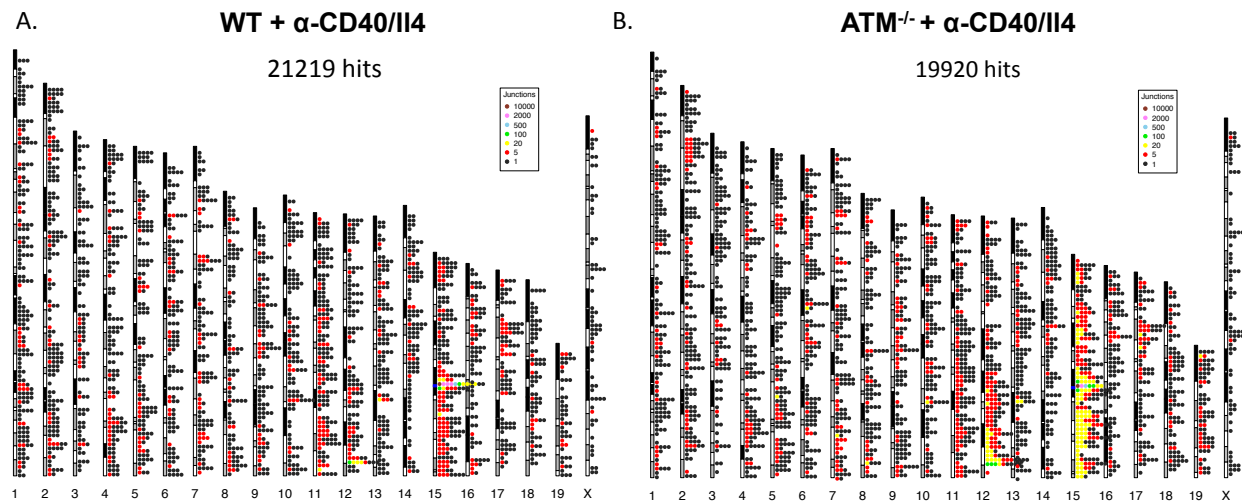 A.
WT + α-CD40/Il4
21219 hits
Junctions
10000
2000
500
100
20
5
1
1 2 3 4 5 6 7 8 9 10 11 12 13 14 15 16 17 18 19 X
B.
ATM-/- + α-CD40/Il4
19920 hits
Junctions
10000
2000
500
100
20
5
1
1 2 3 4 5 6 7 8 9 10 11 12 13 14 15 16 17 18 19 X